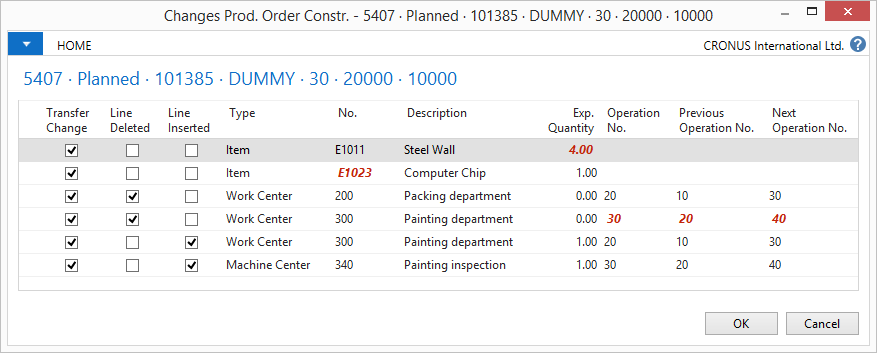 Changes Prod. Order Constr. - 5407 · Planned · 101385 · DUMMY · 30 · 20000 · 10000
HOME CRONUS International Ltd.
5407 · Planned · 101385 · DUMMY · 30 · 20000 · 10000
Transfer Change Line Deleted Line Inserted Type No. Description Exp. Quantity Operation No. Previous Operation No. Next Operation No.
Item E1011 Steel Wall 4.00
Item E1023 Computer Chip 1.00
Work Center 200 Packing department 0.00 20 10 30
Work Center 300 Painting department 0.00 30 20 40
Work Center 300 Painting department 1.00 20 10 30
Machine Center 340 Painting inspection 1.00 30 20 40
OK Cancel